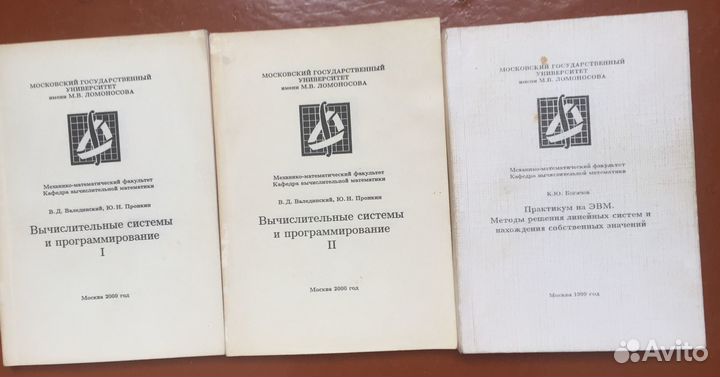 МОСКОВСКИЙ ГОСУДАРСТВЕННЫЙ
УНИВЕРСИТЕТ
имени М.В. ЛОМОНОСОВА
Механико-математический факультет
Кафедра вычислительной математики
В.Д. Валединский, Ю.Н. Пронкин
Вычислительные системы
и программирование
I
Москва 2000 год
МОСКОВСКИЙ ГОСУДАРСТВЕННЫЙ
УНИВЕРСИТЕТ
имени М.В. ЛОМОНОСОВА
Механико-математический факультет
Кафедра вычислительной математики
В.Д. Валединский, Ю.Н. Пронкин
Вычислительные системы
и программирование
II
Москва 2000 год
МОСКОВСКИЙ ГОСУДАРСТВЕННЫЙ
УНИВЕРСИТЕТ
имени М.В. ЛОМОНОСОВА
Механико-математический факультет
Кафедра вычислительной математики
К.Ю. Богачев
Практикум на ЭВМ.
Методы решения линейных систем и
нахождения собственных значений
Москва 1999 год
Avito